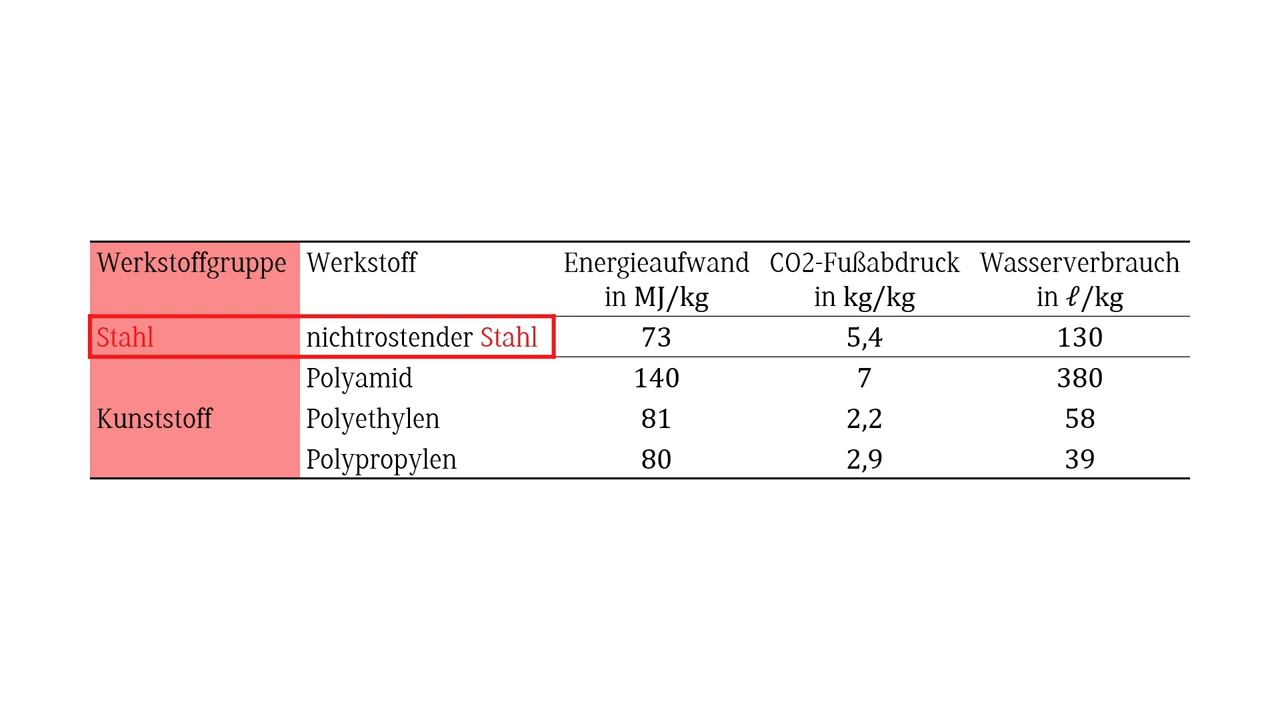 Werkstoffgruppe Werkstoff Energieaufwand CO2-Fußabdruck Wasserverbrauch
in MJ/kg in kg/kg in ℓ/kg
Stahl nichtrostender Stahl 73 5,4 130
Polyamid 140 7 380
Kunststoff Polyethylen 81 2,2 58
Polypropylen 80 2,9 39